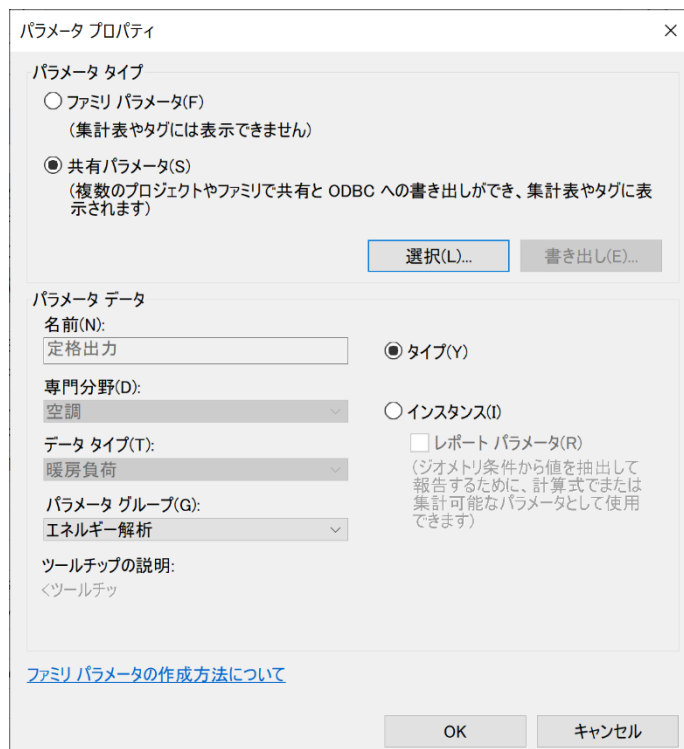 パラメータ プロパティ
パラメータ タイプ
ファミリ パラメータ(F)
(集計表やタグには表示できません)
共有パラメータ(S)
(複数のプロジェクトやファミリで共有と ODBC への書き出しができ、集計表やタグに表
示されます)
選択(L)...
書き出し(E)...
パラメータ データ
名前(N):
定格出力
タイプ(Y)
専門分野(D):
空調
インスタンス(I)
データ タイプ(T):
レポート パラメータ(R)
暖房負荷
(ジオメトリ条件から値を抽出して
報告するために、計算式でまたは
集計可能なパラメータとして使用
できます)
パラメータ グループ(G):
エネルギー解析
ツールチップの説明:
<ツールチッ
ファミリ パラメータの作成方法について
OK
キャンセル